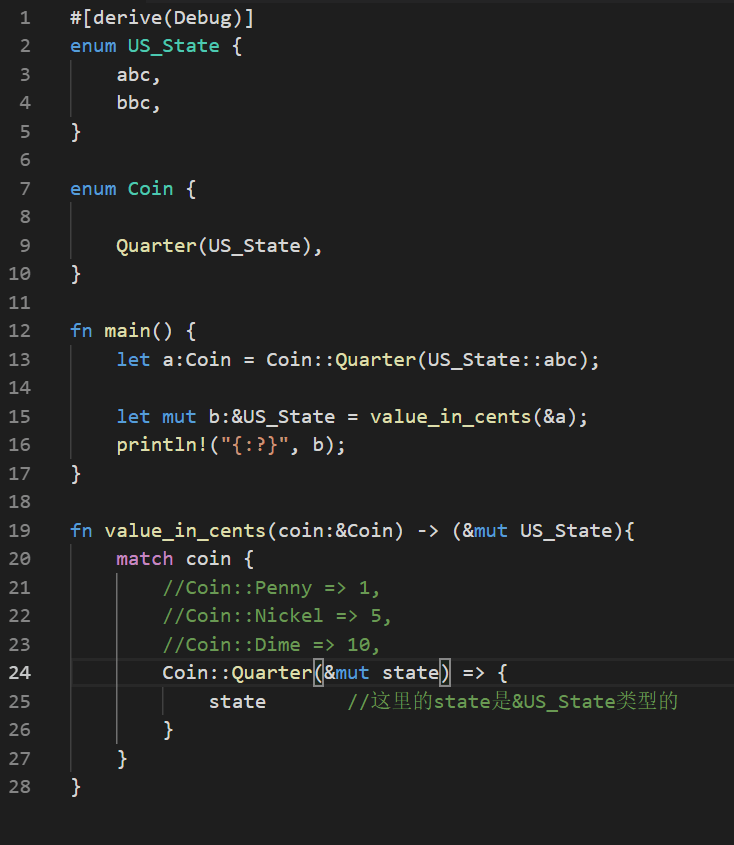 1 #[derive(Debug)]
2 enum US_State {
3     abc,
4     bbc,
5 }
6
7 enum Coin {
8
9     Quarter(US_State),
10 }
11
12 fn main() {
13     let a:Coin = Coin::Quarter(US_State::abc);
14
15     let mut b:&US_State = value_in_cents(&a);
16     println!("{:?}", b);
17 }
18
19 fn value_in_cents(coin:&Coin) -> (&mut US_State){
20     match coin {
21         //Coin::Penny => 1,
22         //Coin::Nickel => 5,
23         //Coin::Dime => 10,
24         Coin::Quarter(&mut state) => {
25             state       //这里的state是&US_State类型的
26         }
27     }
28 }